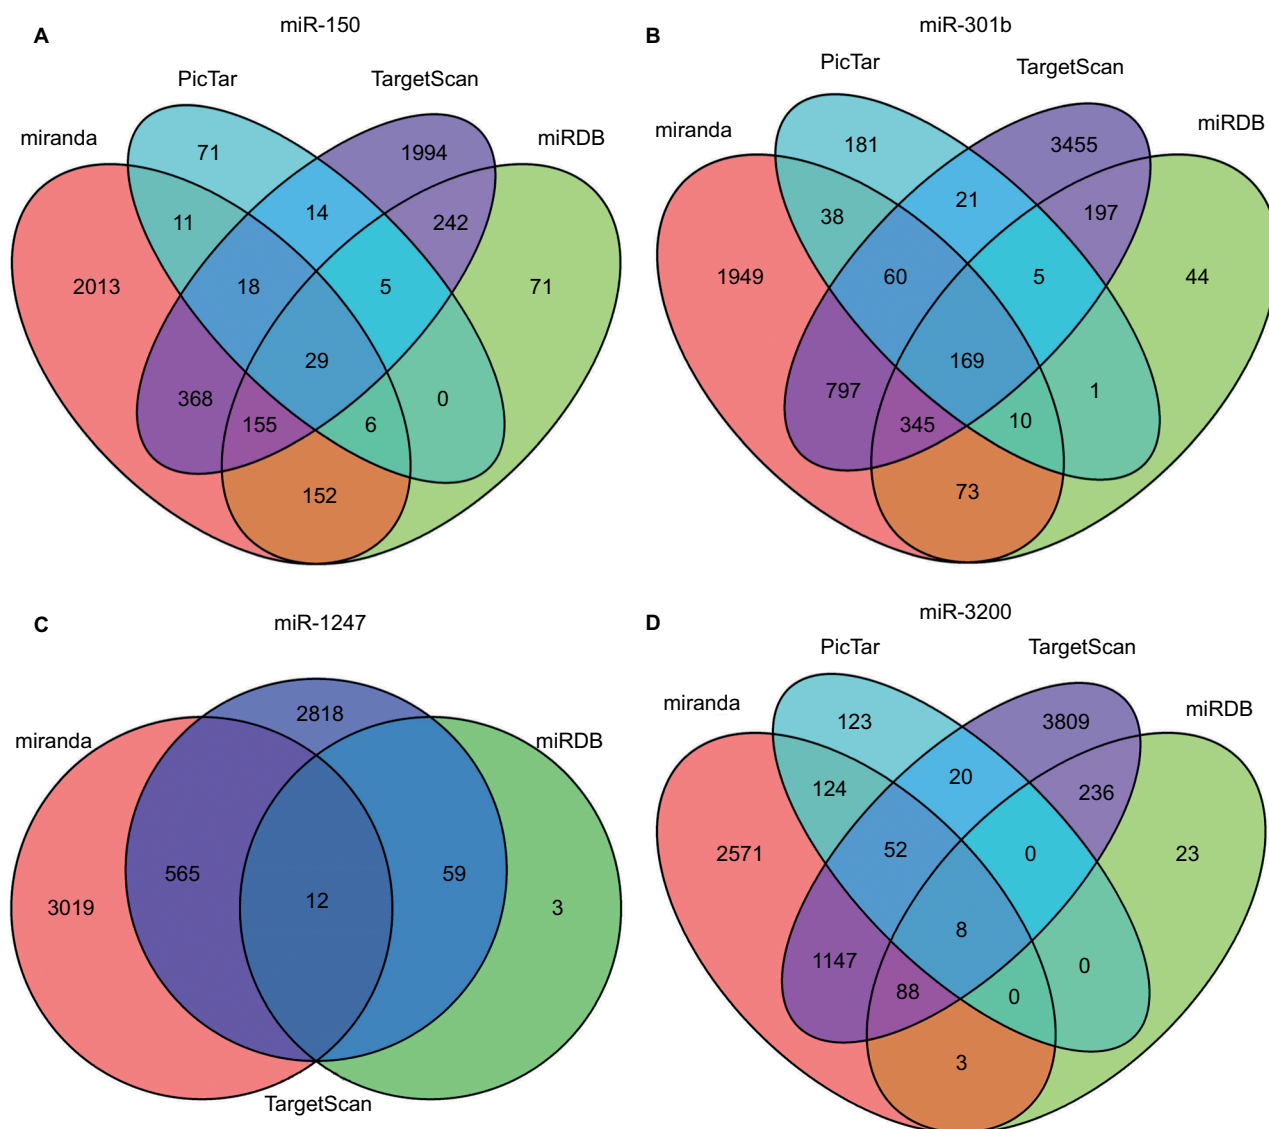 A
miR-150
PicTar
TargetScan
miranda
miRDB
71
1994
11
14
242
2013
18
5
71
29
368
155
6
0
152
B
miR-301b
PicTar
TargetScan
miranda
miRDB
181
3455
38
21
197
1949
60
5
44
169
797
345
10
1
73
C
miR-1247
miranda
2818
miRDB
565
59
3019
12
3
TargetScan
D
miR-3200
PicTar
TargetScan
miranda
miRDB
123
3809
124
20
236
2571
52
0
23
8
1147
88
0
0
3